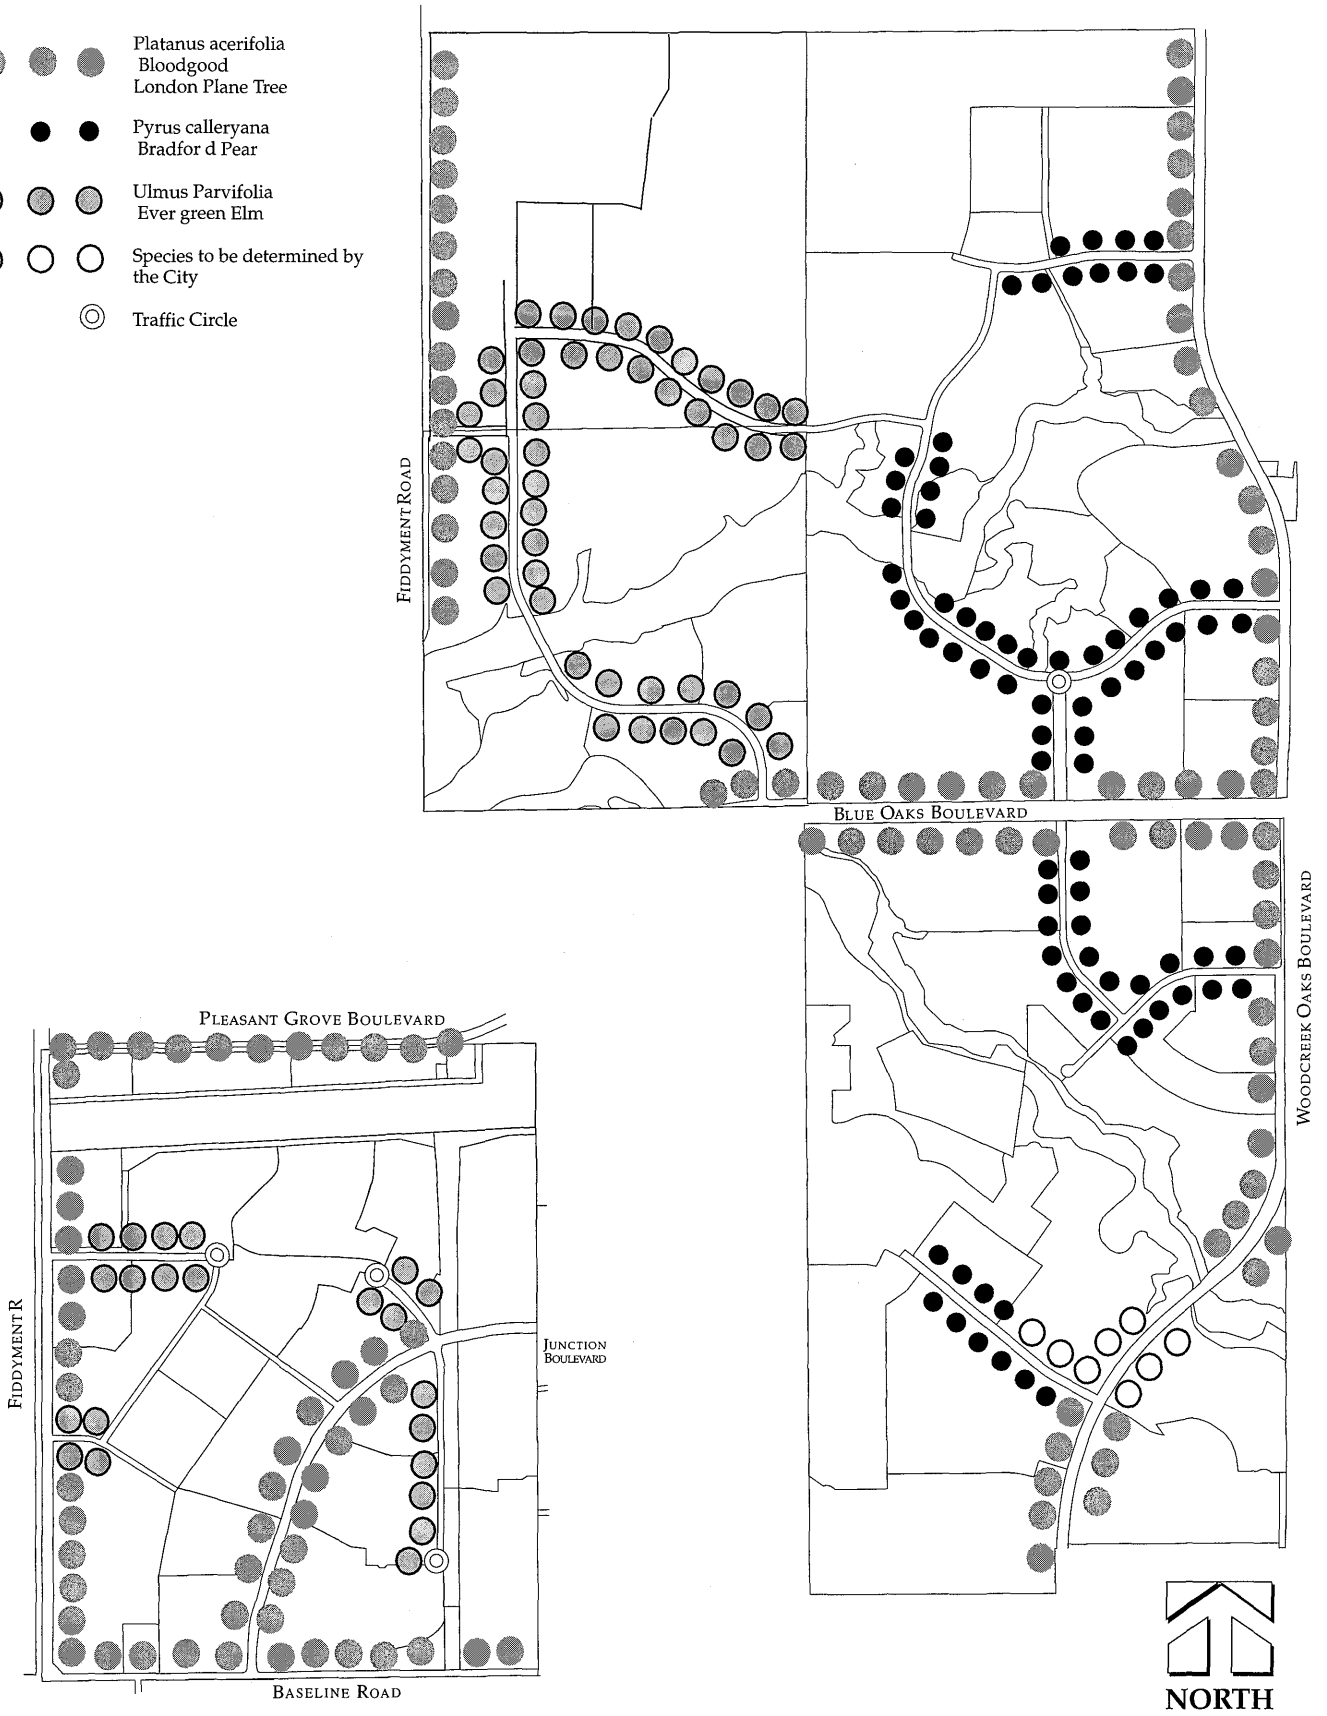 Platanus acerifolia
Bloodgood
London Plane Tree
Pyrus calleryana
Bradfor d Pear
Ulmus Parvifolia
Ever green Elm
Species to be determined by
the City
Traffic Circle
FIDDYMENT ROAD
BLUE OAKS BOULEVARD
WOODCREEK OAKS BOULEVARD
PLEASANT GROVE BOULEVARD
FIDDYMENT R
JUNCTION
BOULEVARD
BASELINE ROAD
NORTH